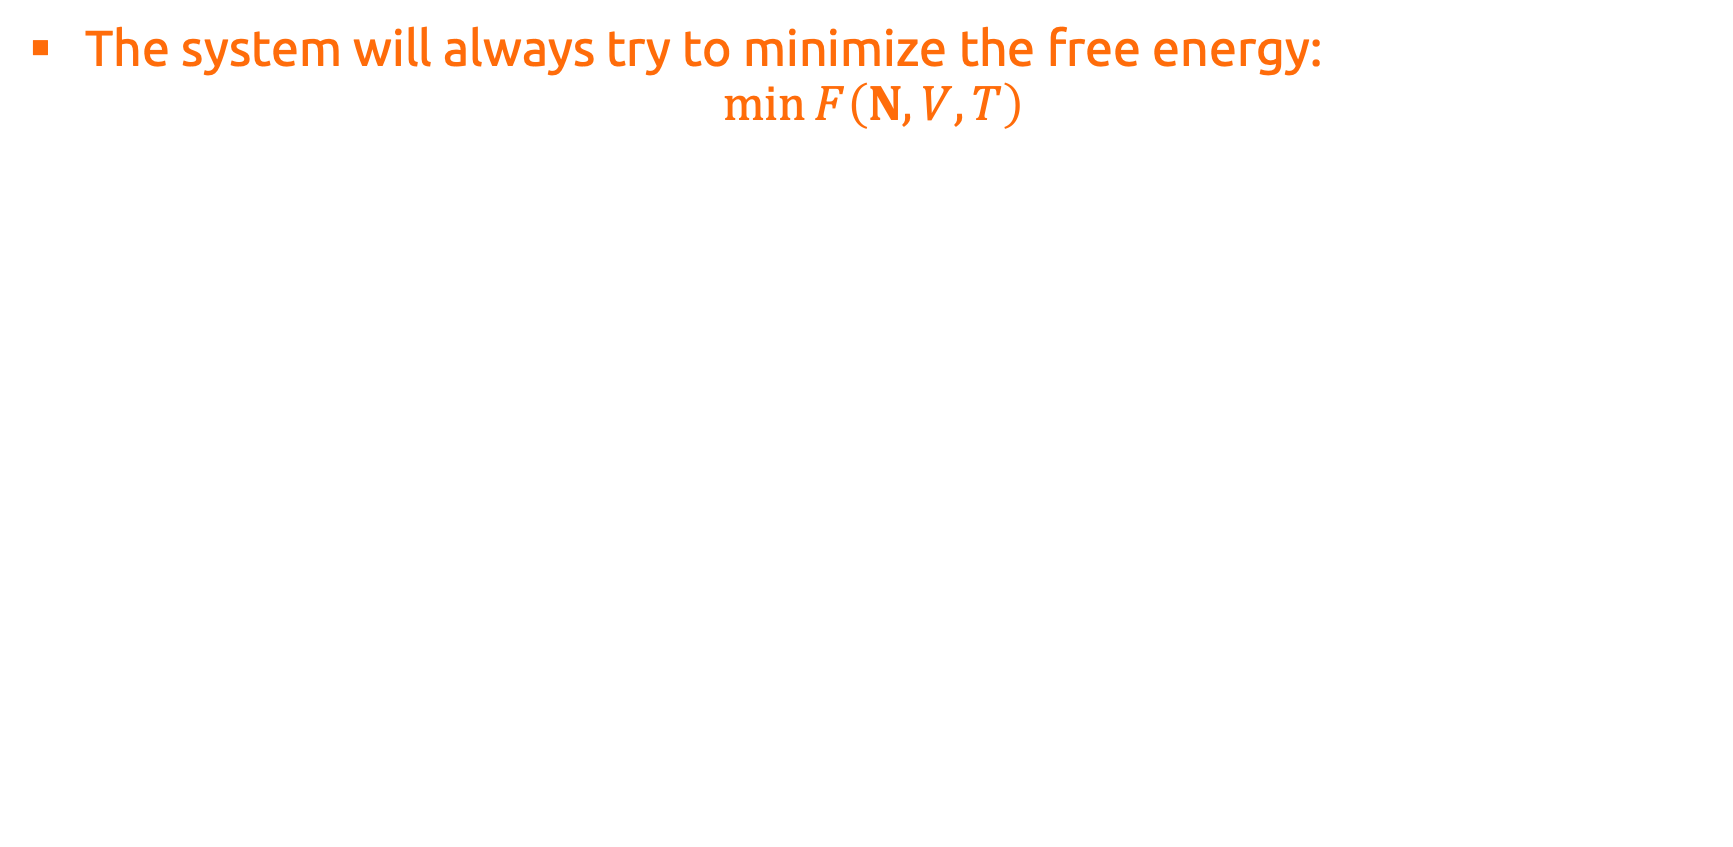 ▪ The system will always try to minimize the free energy:
min F(N, V, T)